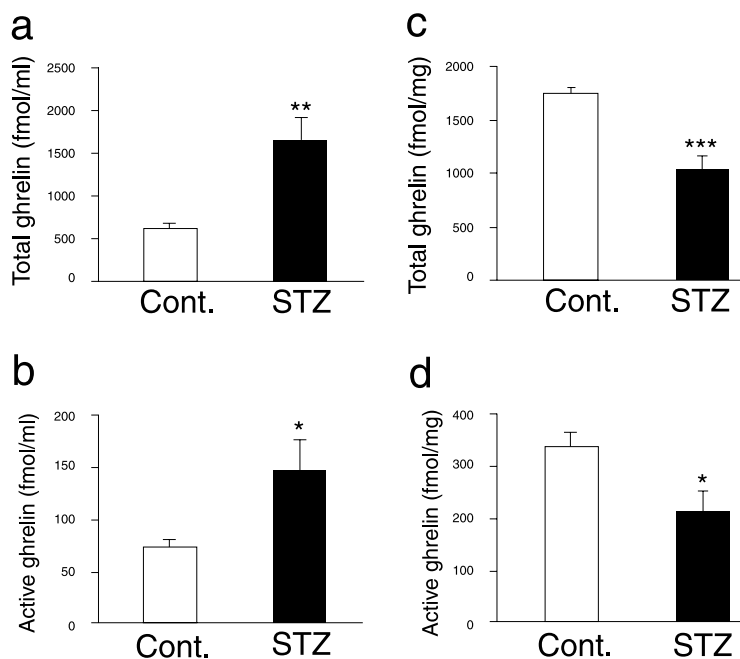 a
Total ghrelin (fmol/ml)
2500
2000
1500
1000
500
0
**
Cont. STZ
c
Total ghrelin (fmol/mg)
2000
1500
1000
500
0
***
Cont. STZ
b
Active ghrelin (fmol/ml)
200
150
100
50
0
*
Cont. STZ
d
Active ghrelin (fmol/mg)
400
300
200
100
0
*
Cont. STZ